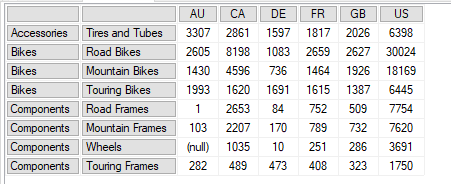 AU CA DE FR GB US
Accessories Tires and Tubes 3307 2861 1597 1817 2026 6398
Bikes Road Bikes 2605 8198 1083 2659 2627 30024
Bikes Mountain Bikes 1430 4596 736 1464 1926 18169
Bikes Touring Bikes 1993 1620 1691 1615 1387 6445
Components Road Frames 1 2653 84 752 509 7754
Components Mountain Frames 103 2207 170 789 732 7620
Components Wheels (null) 1035 10 251 286 3691
Components Touring Frames 282 489 473 408 323 1750